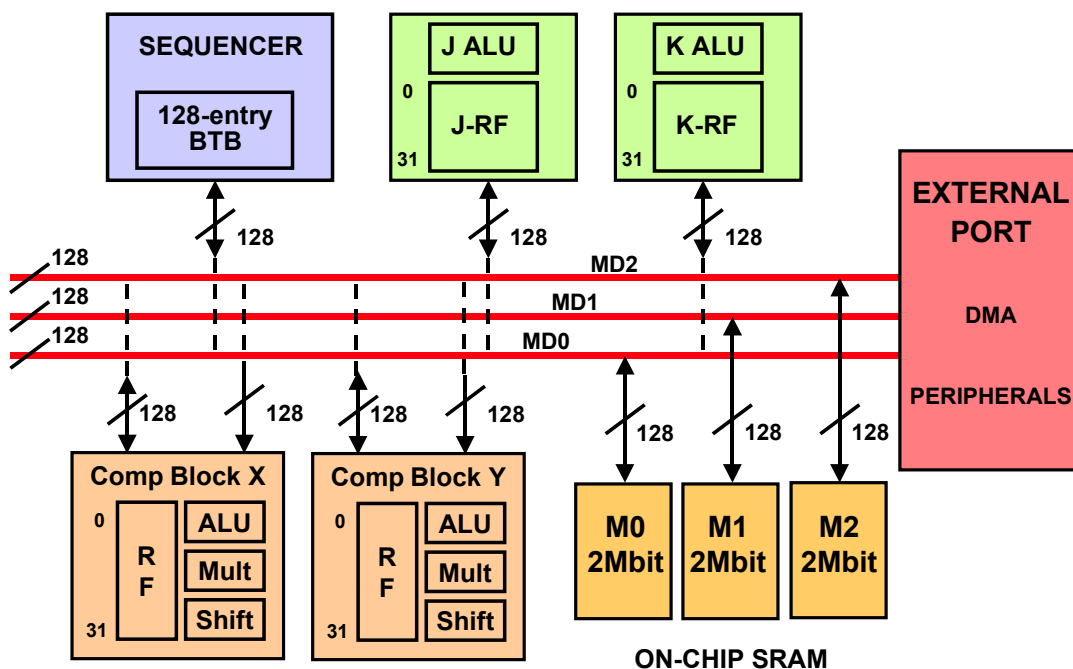 SEQUENCER
128-entry
BTB
J ALU
0
J-RF
31
K ALU
0
K-RF
31
EXTERNAL
PORT
DMA
PERIPHERALS
128
128
128
128
MD2
128
MD1
128
MD0
128
128
128
128
128
128
128
Comp Block X
0
R
F
31
ALU
Mult
Shift
Comp Block Y
0
R
F
31
ALU
Mult
Shift
M0
2Mbit
M1
2Mbit
M2
2Mbit
ON-CHIP SRAM